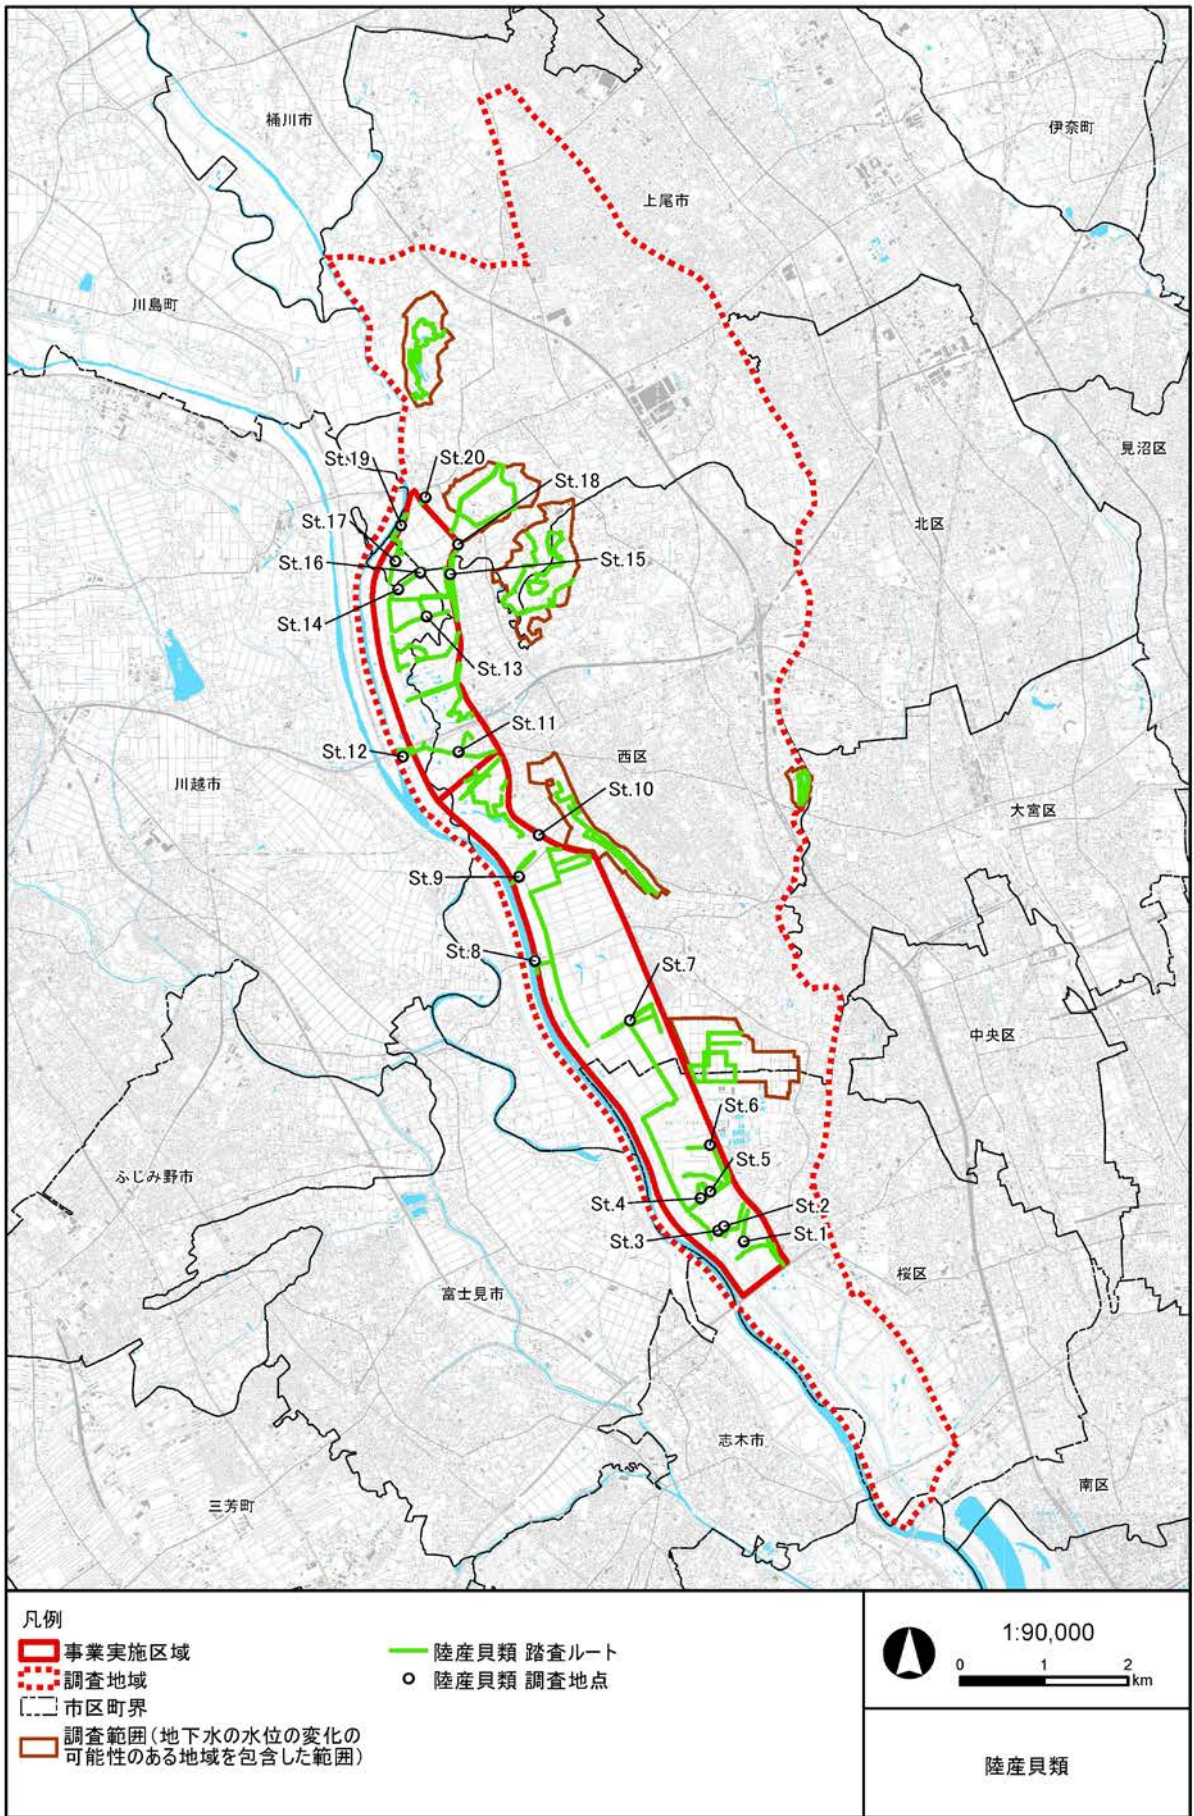 桶川市
伊奈町
上尾市
川島町
見沼区
St.19
St.20
St.18
北区
St.17
St.16
St.15
St.14
St.13
St.11
St.12
西区
川越市
St.10
大宮区
St.9
St.8
St.7
中央区
St.6
ふじみ野市
St.5
St.4
St.2
St.3
St.1
桜区
富士見市
志木市
南区
三芳町
凡例
事業実施区域
調査地域
市区町界
調査範囲(地下水の水位の変化の
可能性のある地域を包含した範囲)
陸産貝類 踏査ルート
陸産貝類 調査地点
1:90,000
0 1 2
km
陸産貝類